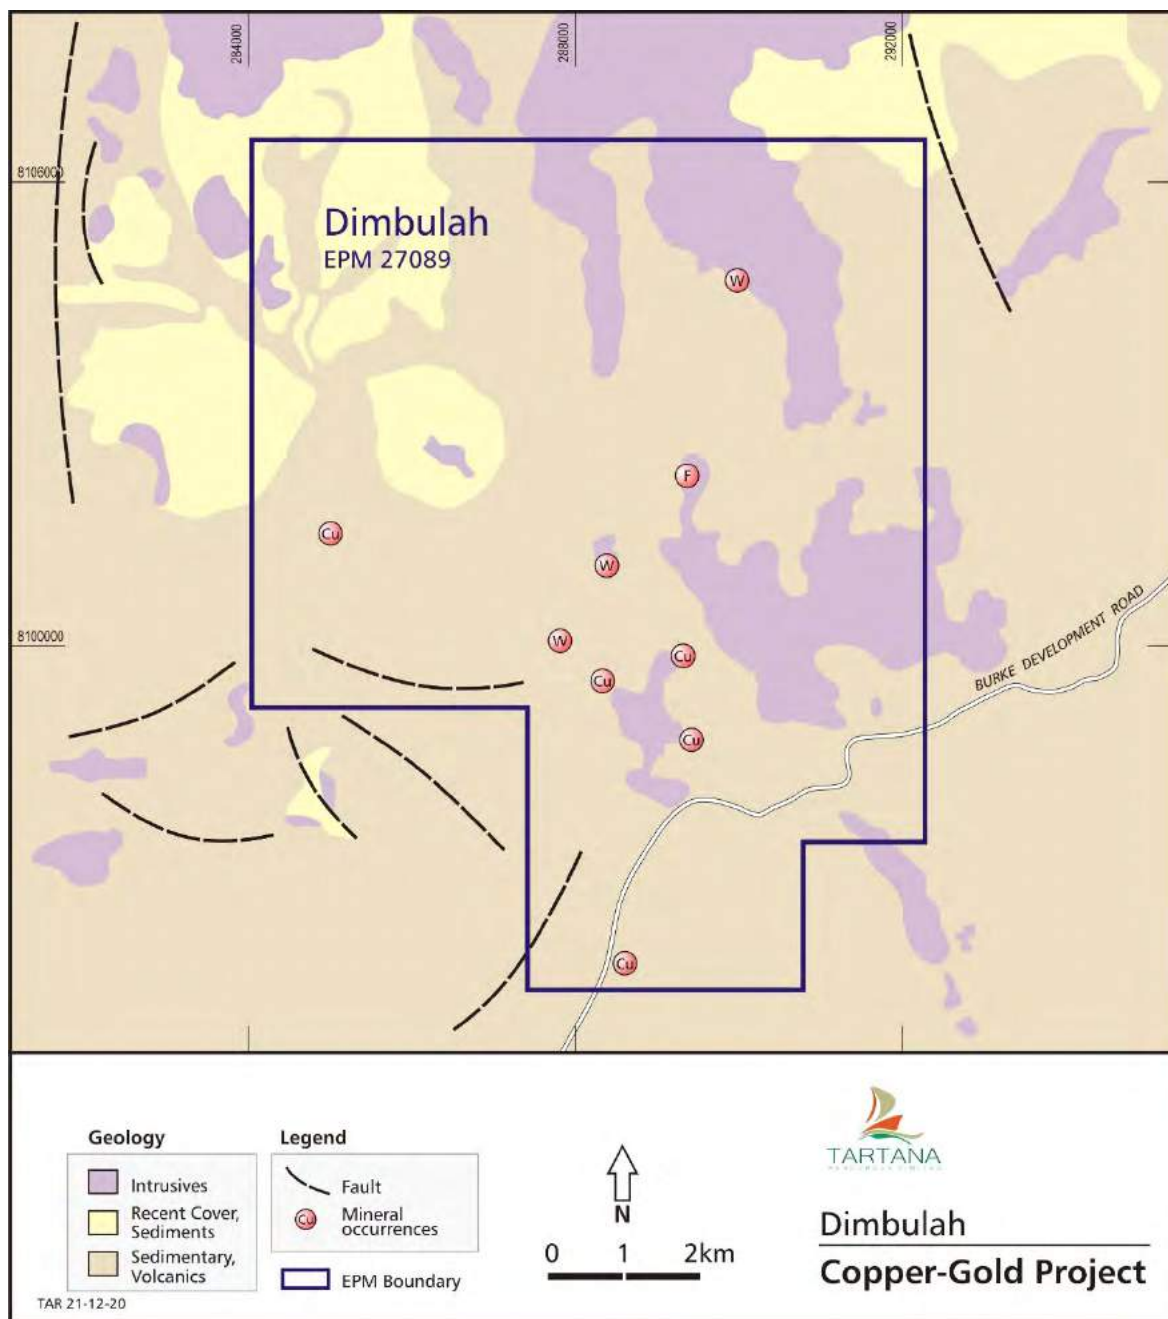 284000
288000
292000
8106000
Dimbulah
EPM 27089
W
F
Cu
W
W
Cu
Cu
8100000
Cu
BURKE DEVELOPMENT ROAD
Cu
Geology
Intrusives
Recent Cover,
Sediments
Sedimentary,
Volcanics
TAR 21-12-20
Legend
Fault
Cu
Mineral
occurrences
EPM Boundary
N
0 1 2km
TARTANA
Dimbulah
Copper-Gold Project